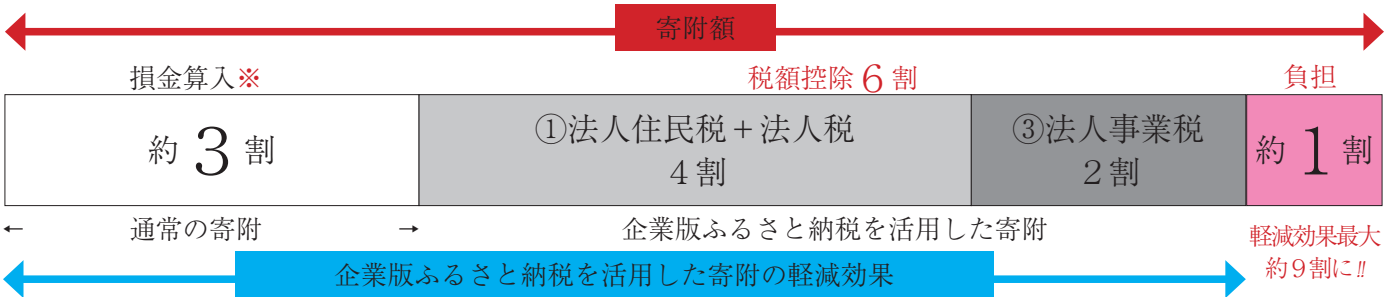 寄附額
損金算入※
税額控除6割
負担
約3割
①法人住民税+法人税
4割
③法人事業税
2割
約1割
← 通常の寄附 →
企業版ふるさと納税を活用した寄附
軽減効果最大
約9割に!!
企業版ふるさと納税を活用した寄附の軽減効果